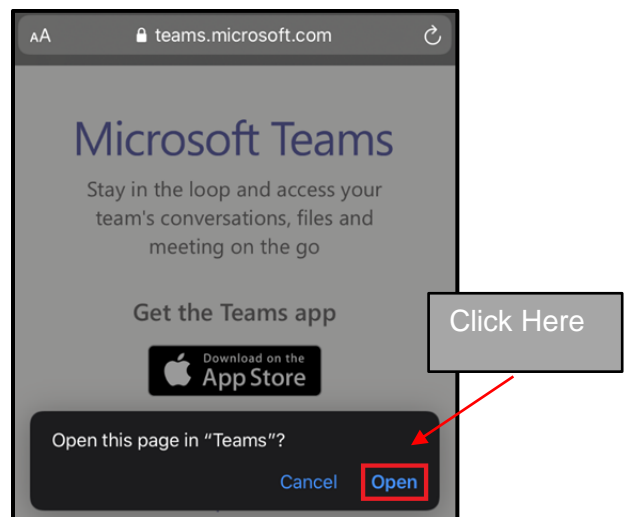 AA teams.microsoft.com
Microsoft Teams
Stay in the loop and access your
team's conversations, files and
meeting on the go
Get the Teams app
Click Here
Download on the
App Store
Open this page in “Teams”?
Cancel Open